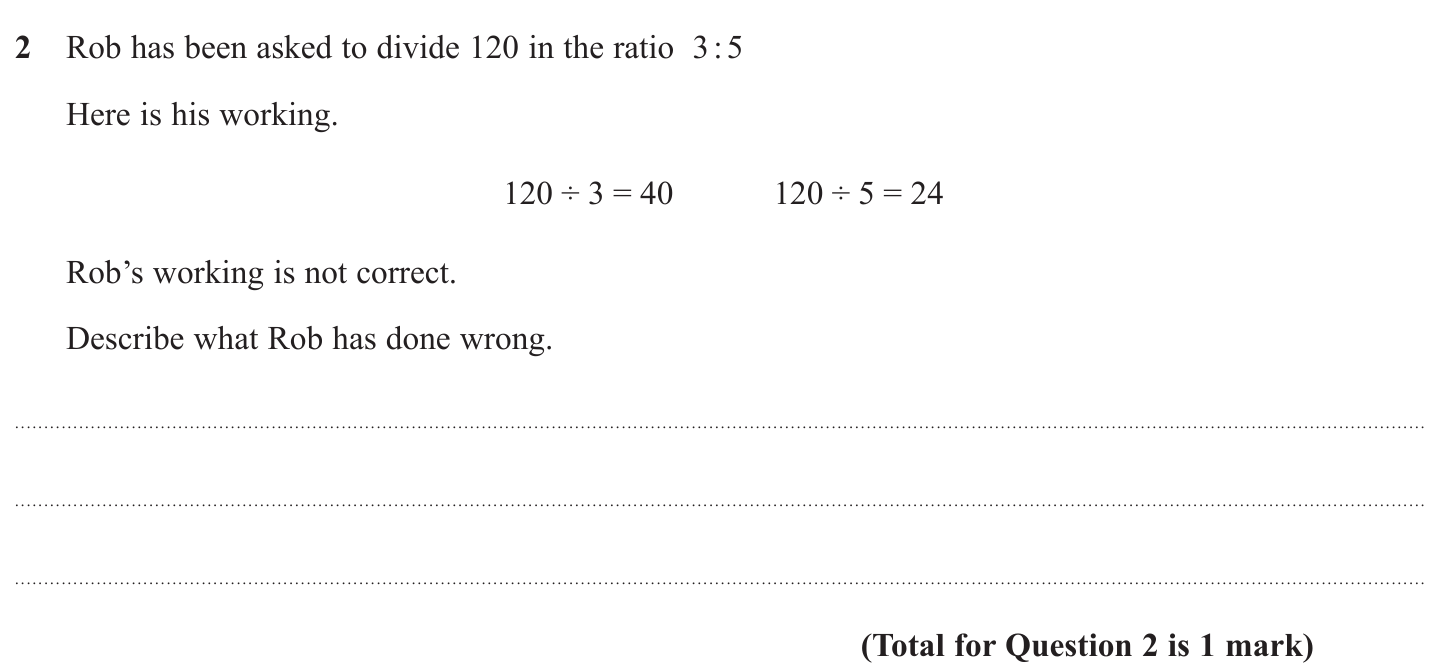 2 Rob has been asked to divide 120 in the ratio 3 : 5
Here is his working.
120 ÷ 3 = 40 120 ÷ 5 = 24
Rob’s working is not correct.
Describe what Rob has done wrong.
(Total for Question 2 is 1 mark)